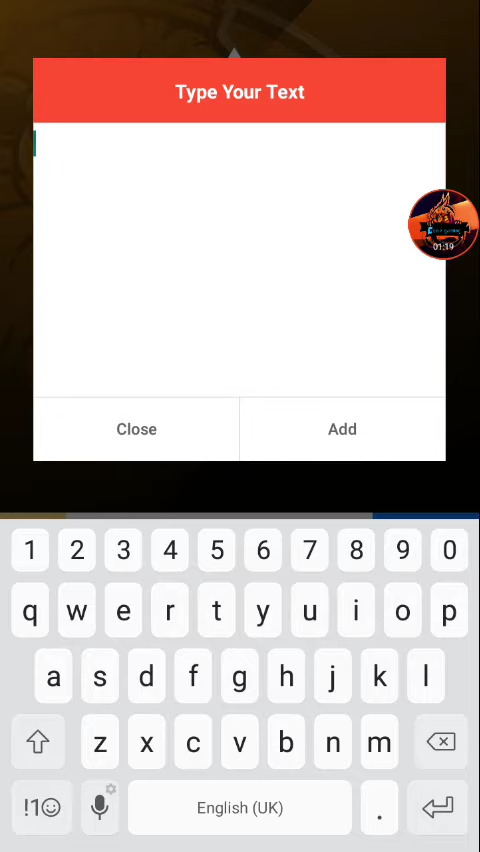 Type Your Text
01:19
Close
Add
1 2 3 4 5 6 7 8 9 0
q w e r t y u i o p
a s d f g h j k l
z x c v b n m
!1☺
English (UK)
.